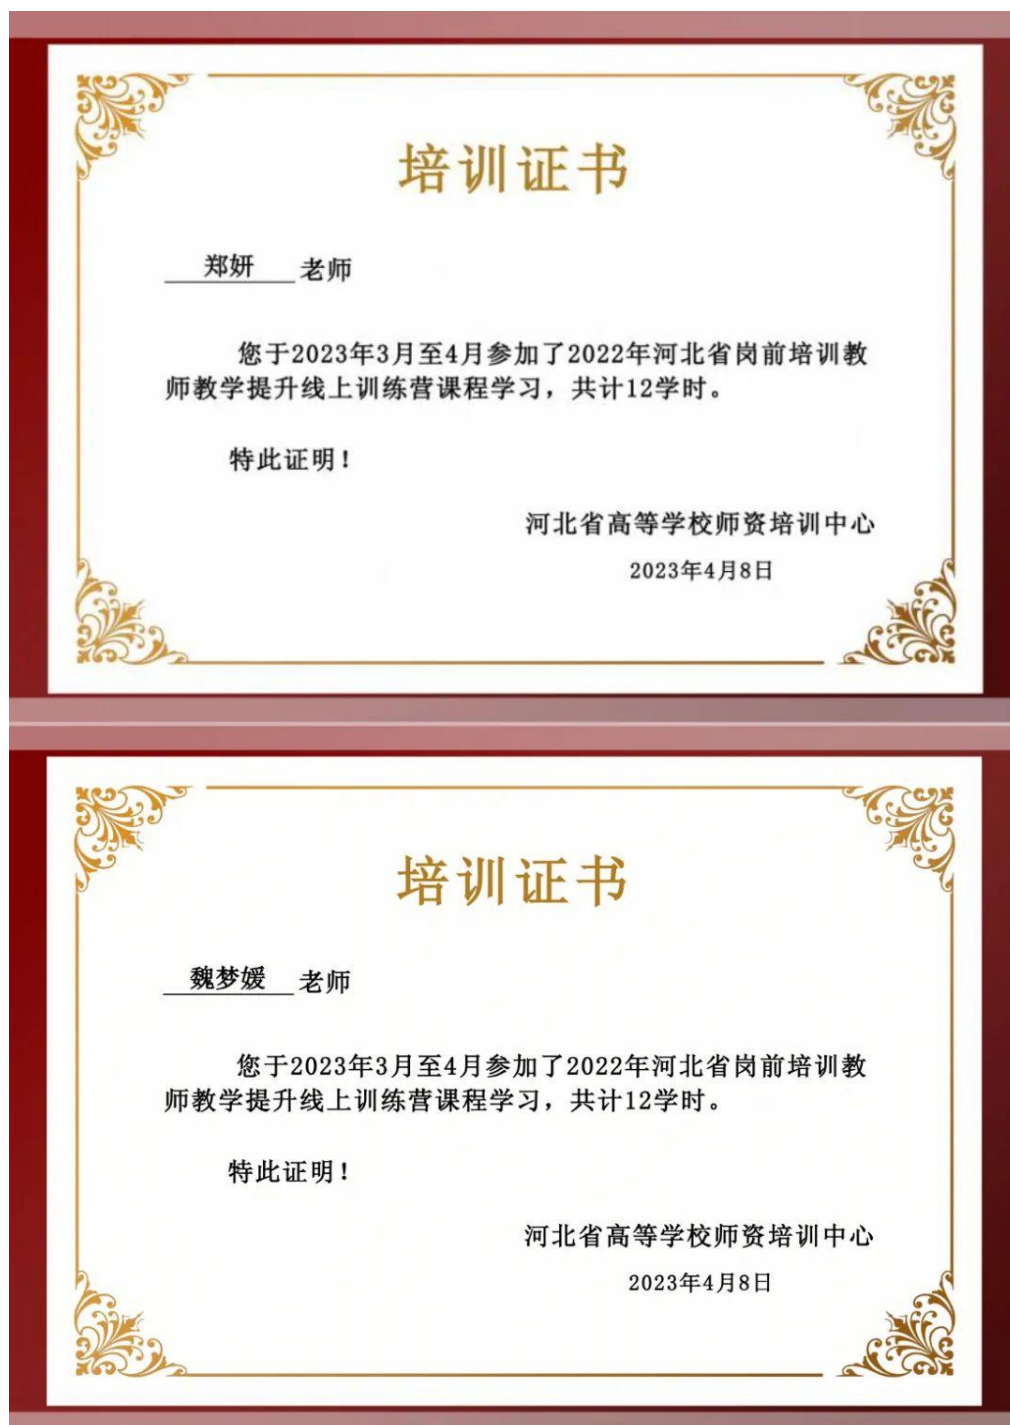 培训证书
郑妍 老师
您于2023年3月至4月参加了2022年河北省岗前培训教
师教学提升线上训练营课程学习，共计12学时。
特此证明！
河北省高等学校师资培训中心
2023年4月8日
培训证书
魏梦媛 老师
您于2023年3月至4月参加了2022年河北省岗前培训教
师教学提升线上训练营课程学习，共计12学时。
特此证明！
河北省高等学校师资培训中心
2023年4月8日